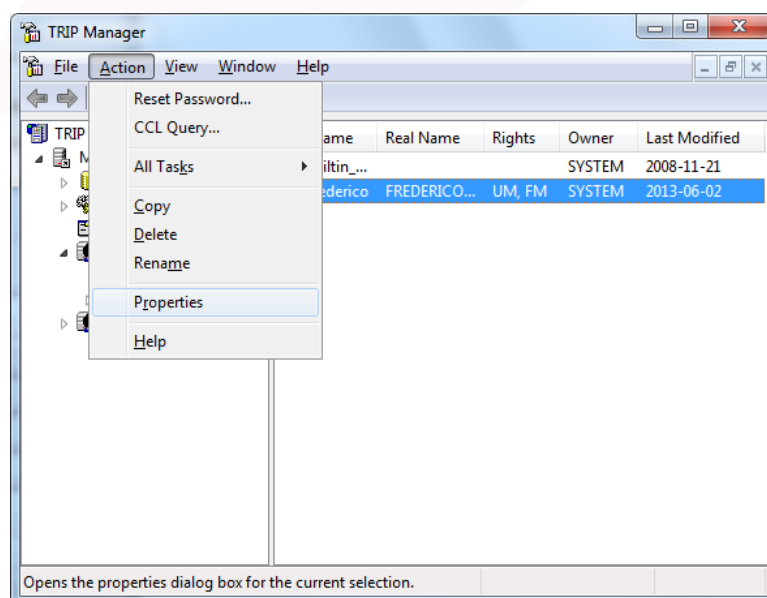 TRIP Manager
File Action View Window Help
Reset Password...
CCL Query...
All Tasks
Copy
Delete
Rename
Properties
Help
TRIP
M
ame Real Name Rights Owner Last Modified
iltin_... SYSTEM 2008-11-21
ederico FREDERICO... UM, FM SYSTEM 2013-06-02
Opens the properties dialog box for the current selection.